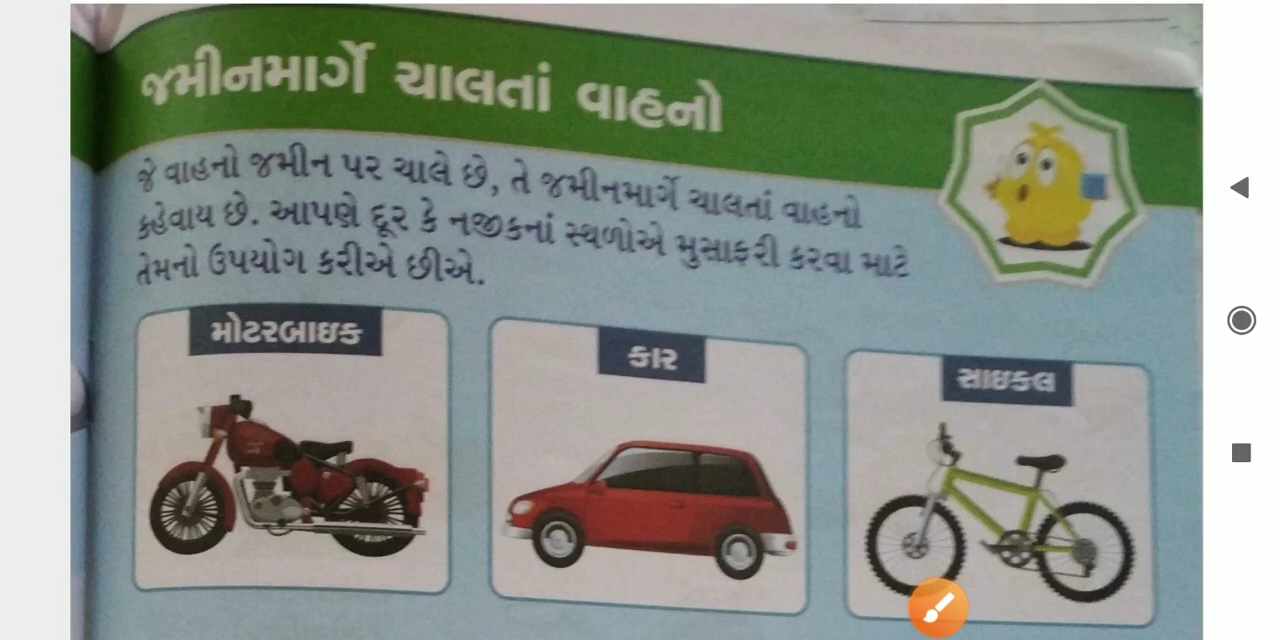 જમીનમાર્ગે ચાલતાં વાહનો
જે વાહનો જમીન પર ચાલે છે, તે જમીનમાર્ગે ચાલતાં વાહનો
કહેવાય છે. આપણે દૂર કે નજીકનાં સ્થળોએ મુસાફરી કરવા માટે
તેમનો ઉપયોગ કરીએ છીએ.
મોટરબાઇક
કાર
સાઇકલ